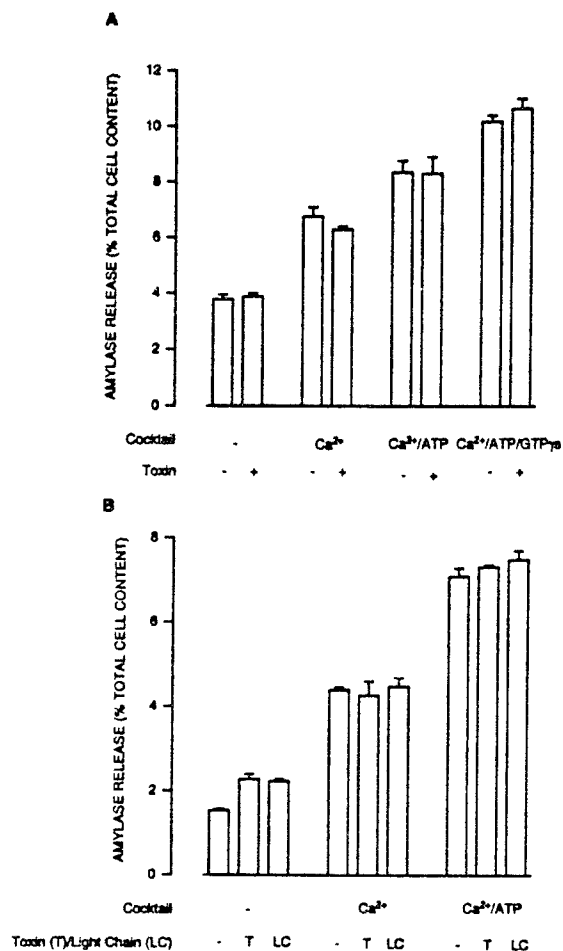 A
AMYLASE RELEASE (% TOTAL CELL CONTENT)
12
10
8
6
4
2
0
Cocktail - Ca²⁺ Ca²⁺/ATP Ca²⁺/ATP/GTPγs
Toxin - + - + - + - +
B
AMYLASE RELEASE (% TOTAL CELL CONTENT)
8
6
4
2
0
Cocktail - Ca²⁺ Ca²⁺/ATP
Toxin (T)/Light Chain (LC) - T LC - T LC - T LC